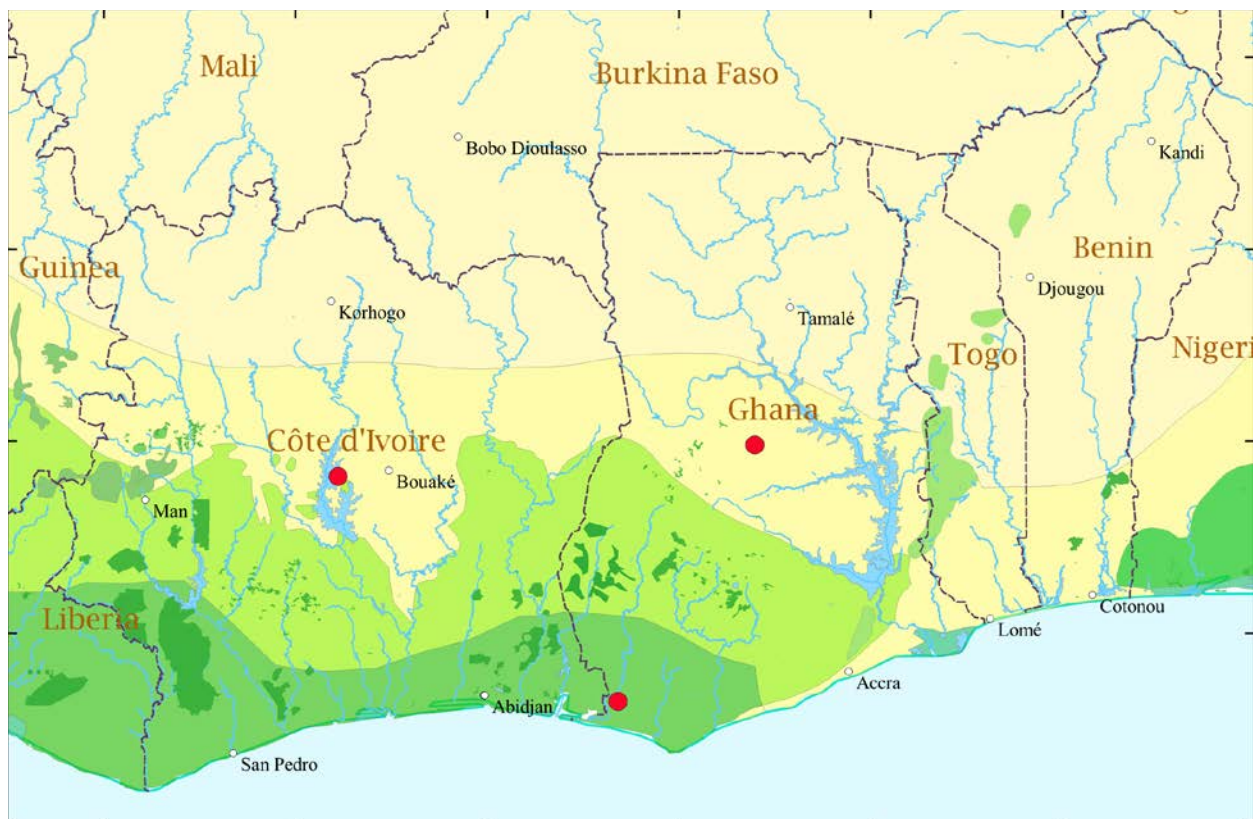 Mali
Burkina Faso
Bobo Dioulasso
Kandi
Guinea
Benin
Djougou
Korhogo
Tamalé
Togo
Nigeri
Ghana
Côte d'Ivoire
Bouaké
Man
Liberia
Cotonou
Lomé
Accra
Abidjan
San Pedro